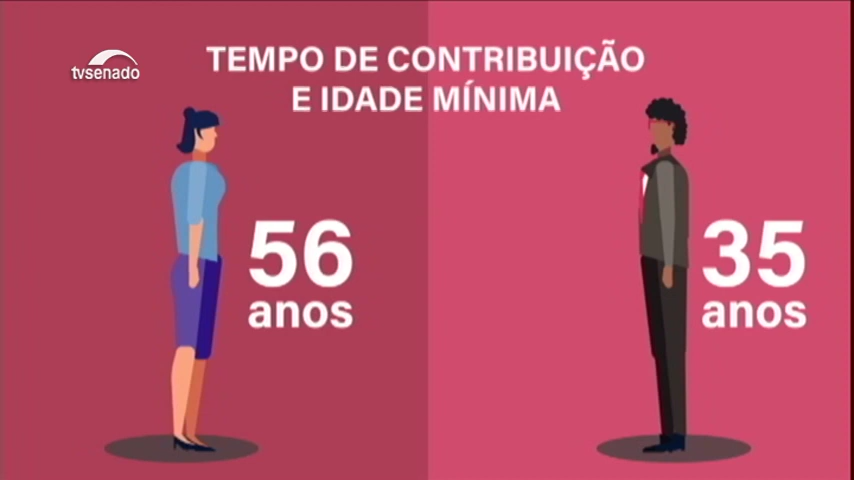 tvsenado
TEMPO DE CONTRIBUIÇÃO
E IDADE MÍNIMA
56
anos
35
anos